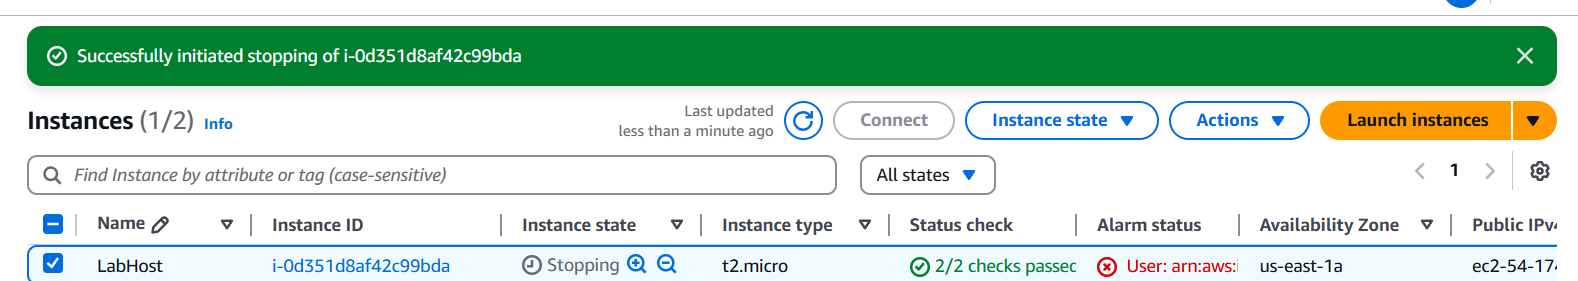 Successfully initiated stopping of i-0d351d8af42c99bda
Instances (1/2) Info
Last updated
less than a minute ago
Connect
Instance state
Actions
Launch instances
Find Instance by attribute or tag (case-sensitive)
All states
1
Name Instance ID Instance state Instance type Status check Alarm status Availability Zone Public IPv4
LabHost i-0d351d8af42c99bda Stopping t2.micro 2/2 checks passed User: arn:aws:i us-east-1a ec2-54-174